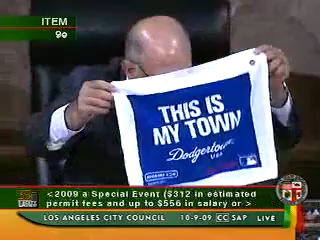 ITEM
9e
THIS IS
MY TOWN
Dodgertown
USA
<2009 a Special Event ($312 in estimated
permit fees and up to $556 in salary or >
LOS ANGELES CITY COUNCIL 10-9-09 CC SAP LIVE